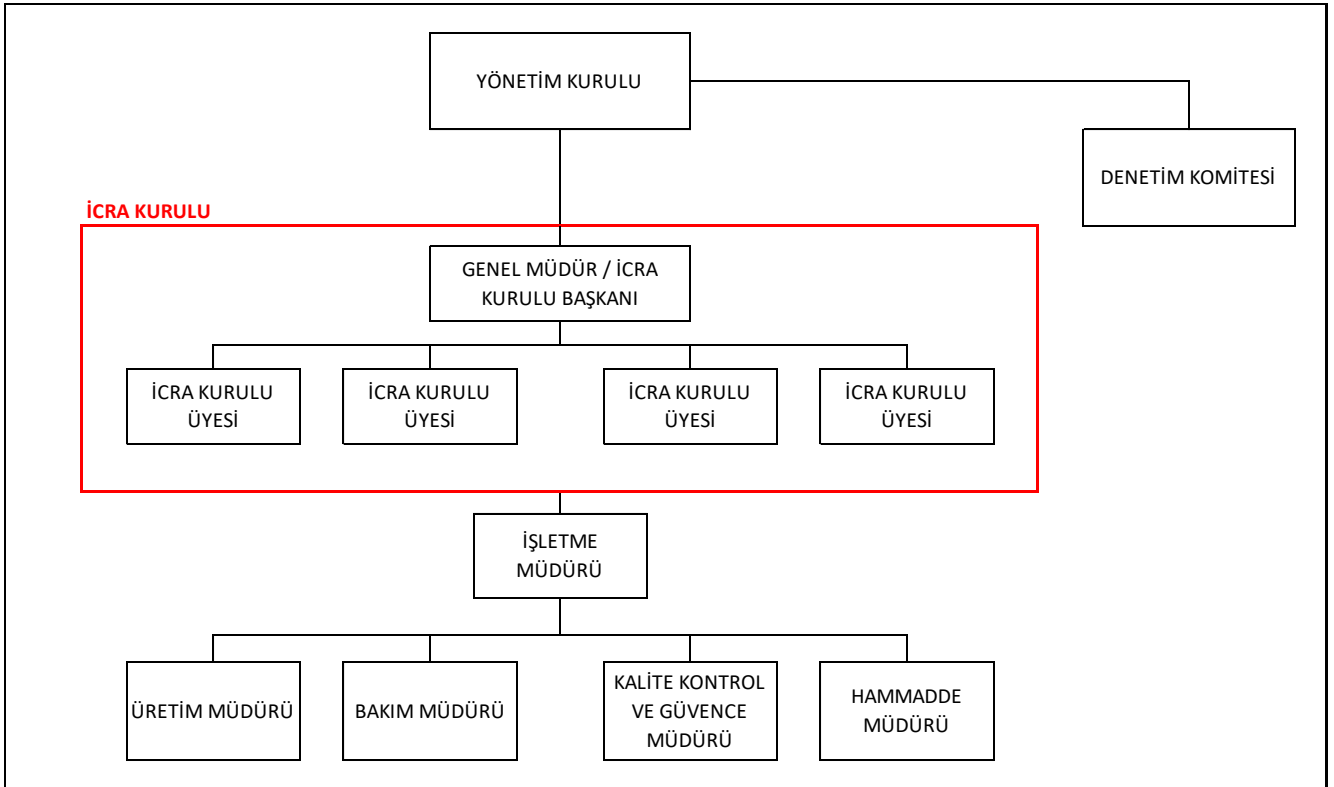 YÖNETİM KURULU
DENETİM KOMİTESİ
İCRA KURULU
GENEL MÜDÜR / İCRA
KURULU BAŞKANI
İCRA KURULU
ÜYESİ
İCRA KURULU
ÜYESİ
İCRA KURULU
ÜYESİ
İCRA KURULU
ÜYESİ
İŞLETME
MÜDÜRÜ
ÜRETİM MÜDÜRÜ
BAKIM MÜDÜRÜ
KALİTE KONTROL
VE GÜVENCE
MÜDÜRÜ
HAMMADDE
MÜDÜRÜ